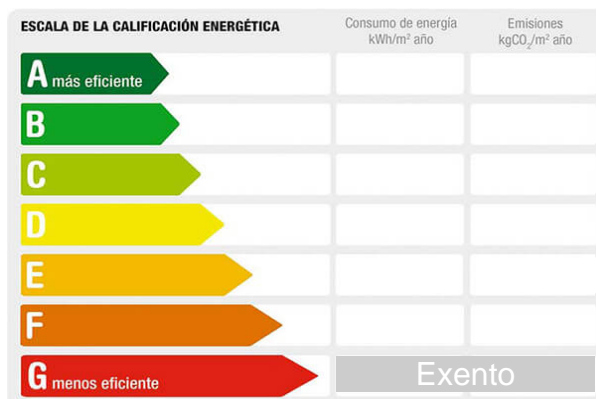 ESCALA DE LA CALIFICACIÓN ENERGÉTICA
Consumo de energía
kWh/m² año
Emisiones
kgCO₂/m² año
A más eficiente
B
C
D
E
F
G menos eficiente
Exento